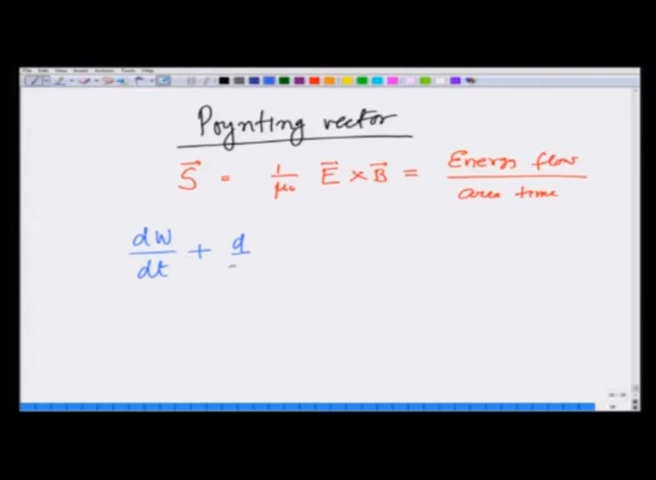 Poynting vector
S⃗ = 1/μ₀ E⃗ × B⃗ = Energy flow / area time
dW/dt + d/